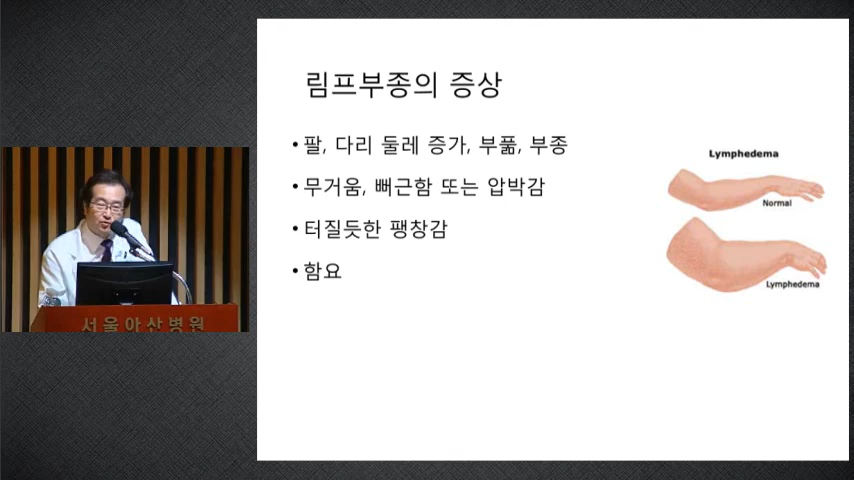 림프부종의 증상
• 팔, 다리 둘레 증가, 부풂, 부종
• 무거움, 뻐근함 또는 압박감
• 터질듯한 팽창감
• 함요
Lymphedema
Normal
Lymphedema
서울아산병원